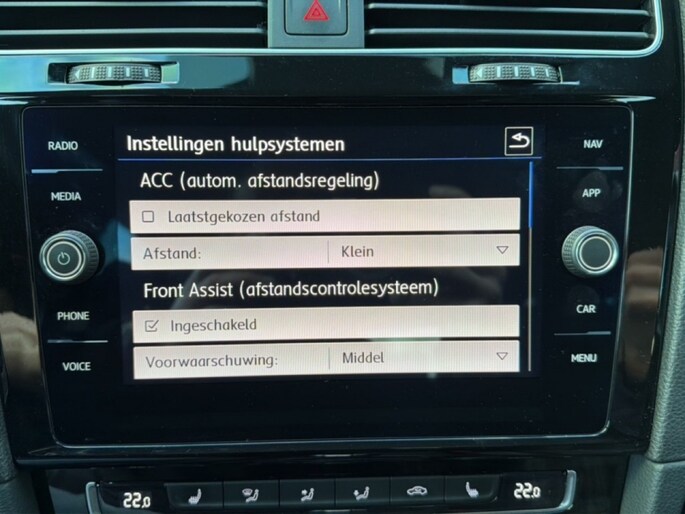 RADIO
MEDIA
PHONE
VOICE
Instellingen hulpsystemen
ACC (autom. afstandsregeling)
Laatstgekozen afstand
Afstand: Klein
Front Assist (afstandscontrolesysteem)
Ingeschakeld
Voorwaarschuwing: Middel
NAV
APP
CAR
MENU
22.0
22.0